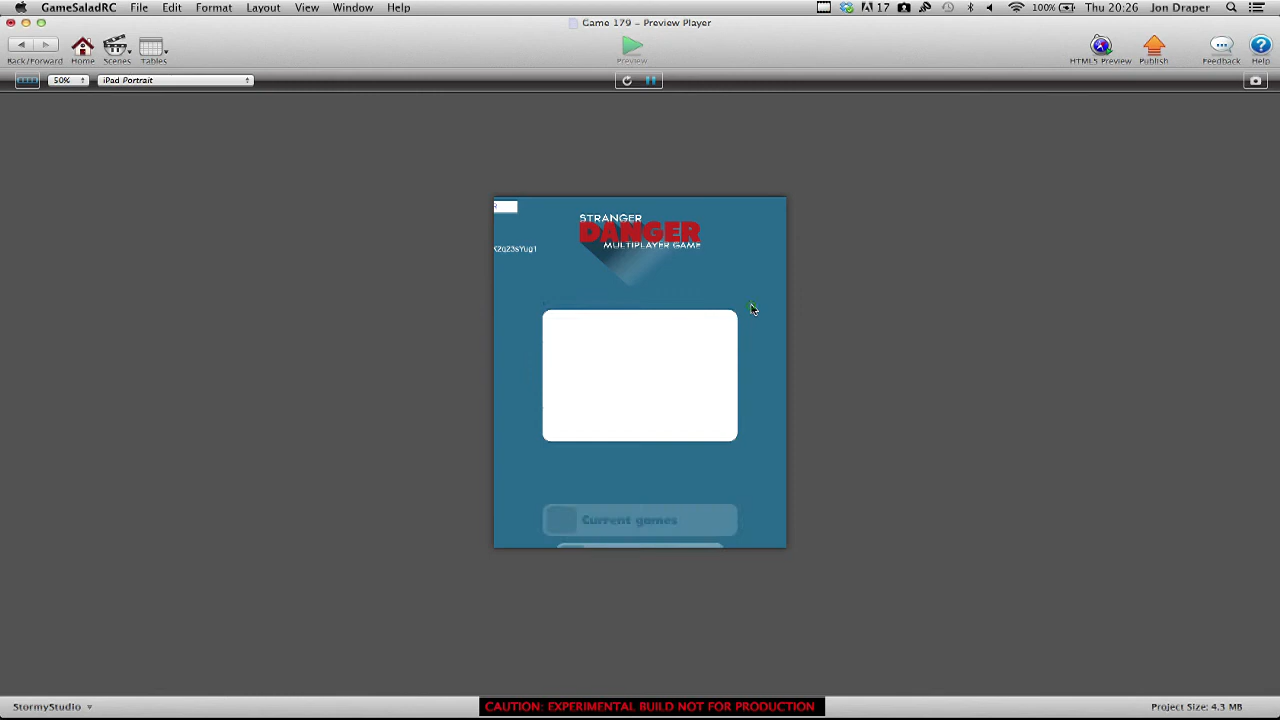 GameSaladRC File Edit Format Layout View Window Help
A 17
100%
Thu 20:26 Jon Draper
Game 179 – Preview Player
Back/Forward Home Scenes Tables
Preview
HTML5 Preview Publish Feedback Help
50% iPad Portrait
STRANGER
DANGER
MULTIPLAYER GAME
K2q23sYug1
Current games
StormyStudio
CAUTION: EXPERIMENTAL BUILD NOT FOR PRODUCTION
Project Size: 4.3 MB